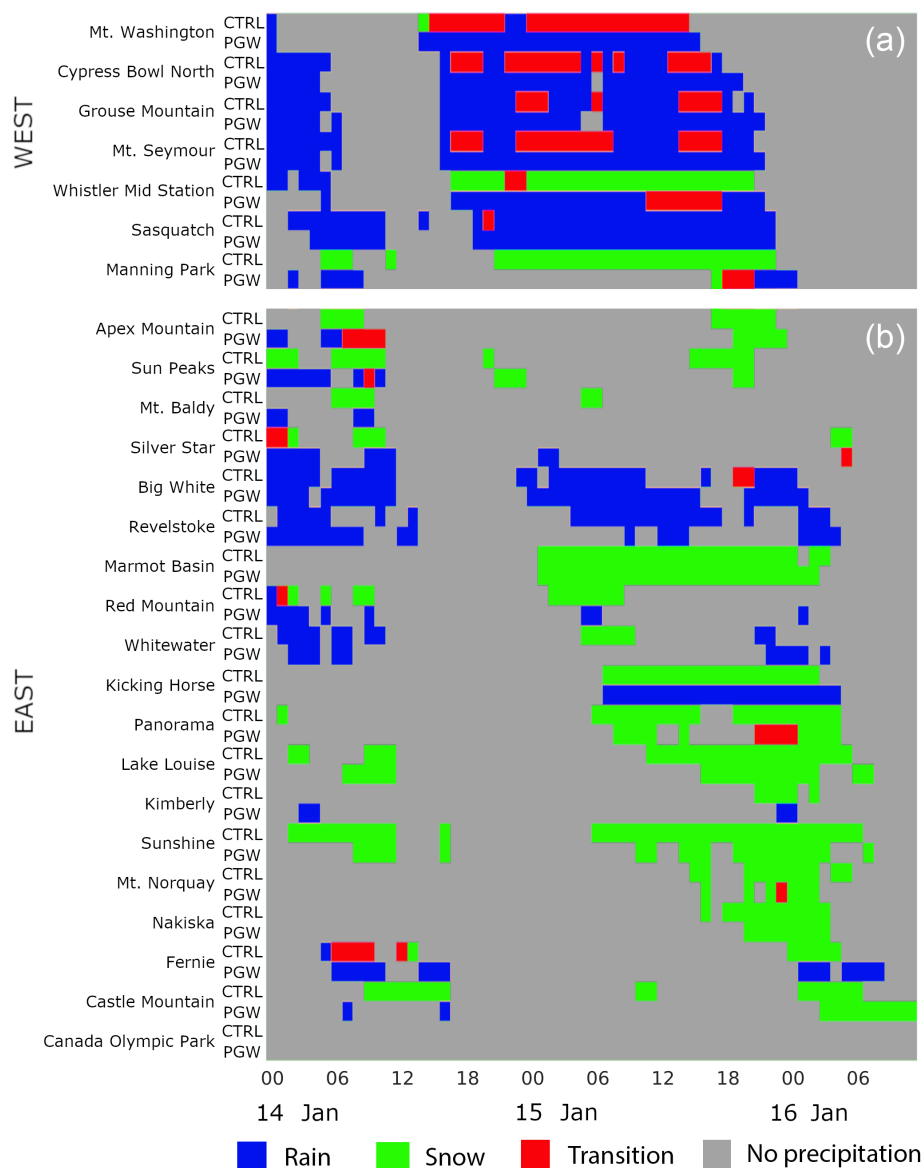 (a)
WEST
Mt. Washington CTRL
PGW
Cypress Bowl North CTRL
PGW
Grouse Mountain CTRL
PGW
Mt. Seymour CTRL
PGW
Whistler Mid Station CTRL
PGW
Sasquatch CTRL
PGW
Manning Park CTRL
PGW
(b)
EAST
Apex Mountain CTRL
PGW
Sun Peaks CTRL
PGW
Mt. Baldy CTRL
PGW
Silver Star CTRL
PGW
Big White CTRL
PGW
Revelstoke CTRL
PGW
Marmot Basin CTRL
PGW
Red Mountain CTRL
PGW
Whitewater CTRL
PGW
Kicking Horse CTRL
PGW
Panorama CTRL
PGW
Lake Louise CTRL
PGW
Kimberly CTRL
PGW
Sunshine CTRL
PGW
Mt. Norquay CTRL
PGW
Nakiska CTRL
PGW
Fernie CTRL
PGW
Castle Mountain CTRL
PGW
Canada Olympic Park CTRL
PGW
00 06 12 18 00 06 12 18 00 06
14 Jan 15 Jan 16 Jan
Rain Snow Transition No precipitation